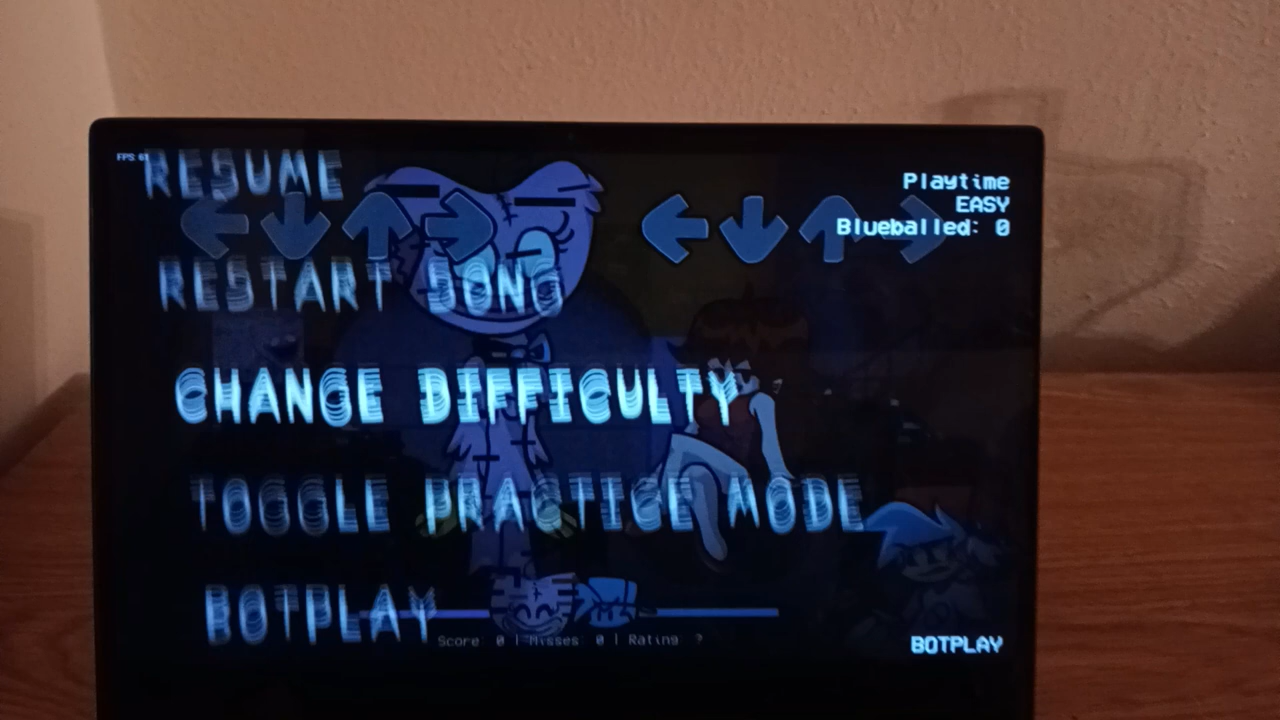 FPS: 61
RESUME
Playtime
EASY
Blueballed: 0
RESTART SONG
CHANGE DIFFICULTY
TOGGLE PRACTICE MODE
BOTPLAY
Score: 0 | Misses: 0 | Rating: ?
BOTPLAY